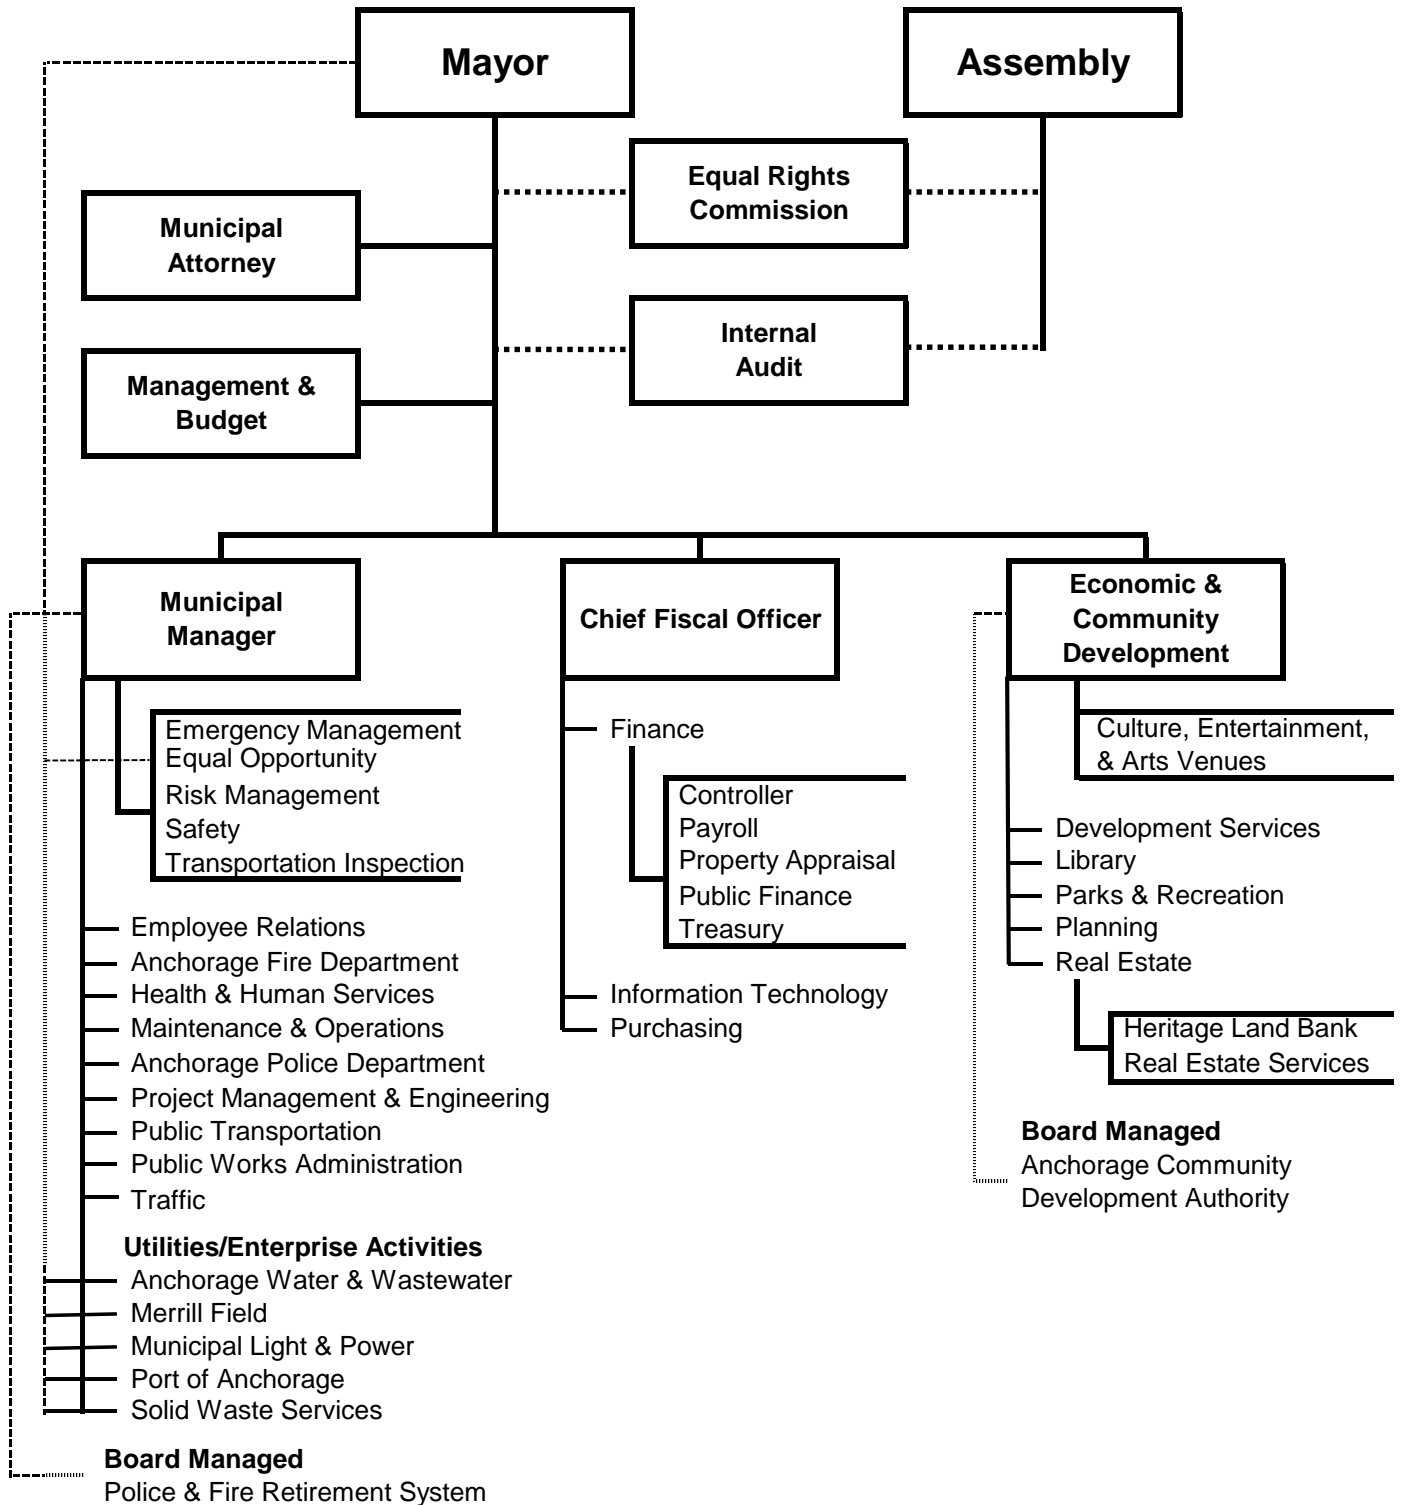 Mayor
Assembly
Equal Rights
Commission
Municipal
Attorney
Internal
Audit
Management &
Budget
Municipal
Manager
Emergency Management
Equal Opportunity
Risk Management
Safety
Transportation Inspection
Employee Relations
Anchorage Fire Department
Health & Human Services
Maintenance & Operations
Anchorage Police Department
Project Management & Engineering
Public Transportation
Public Works Administration
Traffic
Utilities/Enterprise Activities
Anchorage Water & Wastewater
Merrill Field
Municipal Light & Power
Port of Anchorage
Solid Waste Services
Board Managed
Police & Fire Retirement System
Chief Fiscal Officer
Finance
Controller
Payroll
Property Appraisal
Public Finance
Treasury
Information Technology
Purchasing
Economic &
Community
Development
Culture, Entertainment,
& Arts Venues
Development Services
Library
Parks & Recreation
Planning
Real Estate
Heritage Land Bank
Real Estate Services
Board Managed
Anchorage Community
Development Authority